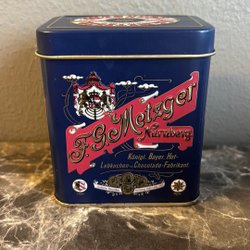 F.G. Metzger
Nürnberg
Königl. Bayer. Hof-
Lebkuchen- u. Chocolade-Fabrikant.